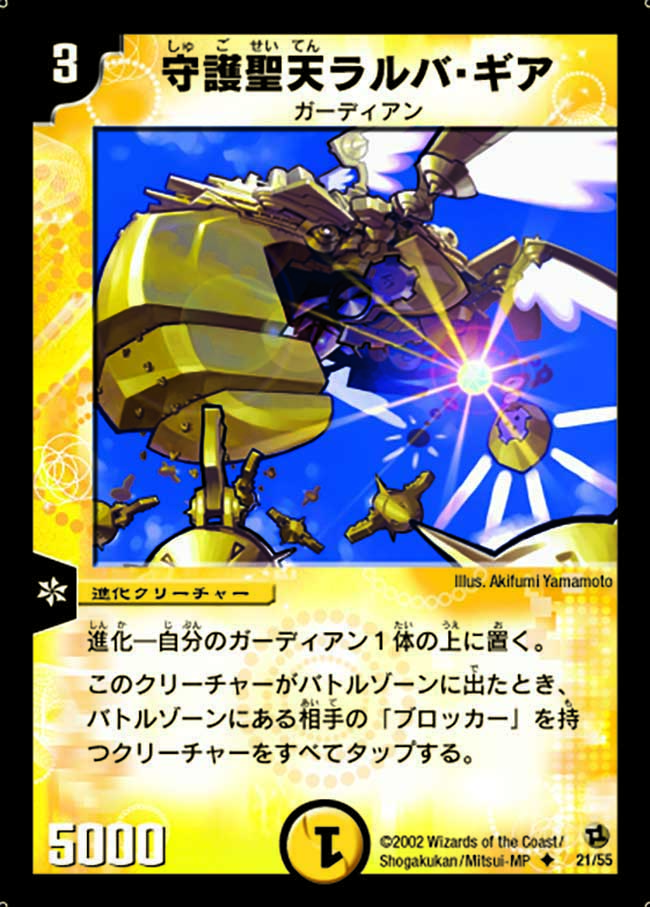 3
守護聖天ラルバ・ギア
しゅ ご せい てん
ガーディアン
Illus. Akifumi Yamamoto
進化クリーチャー
進化—自分のガーディアン1体の上に置く。
しん か じ ぶん たい うえ お
このクリーチャーがバトルゾーンに出たとき、
で
バトルゾーンにある相手の「ブロッカー」を持
あい て も
つクリーチャーをすべてタップする。
5000
1
©2002 Wizards of the Coast/
Shogakukan/Mitsui-MP
21/55